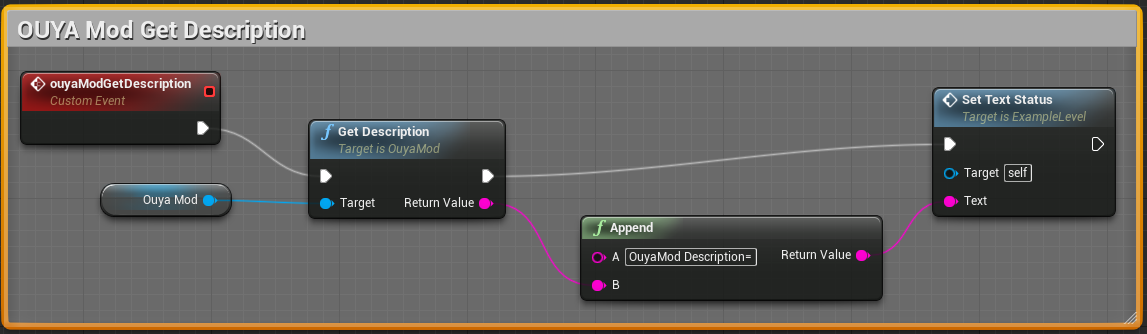 OUYA Mod Get Description
ouyaModGetDescription
Custom Event
Ouya Mod
f Get Description
Target is OuyaMod
Target Return Value
f Append
A OuyaMod Description= Return Value
B
Set Text Status
Target is ExampleLevel
Target self
Text